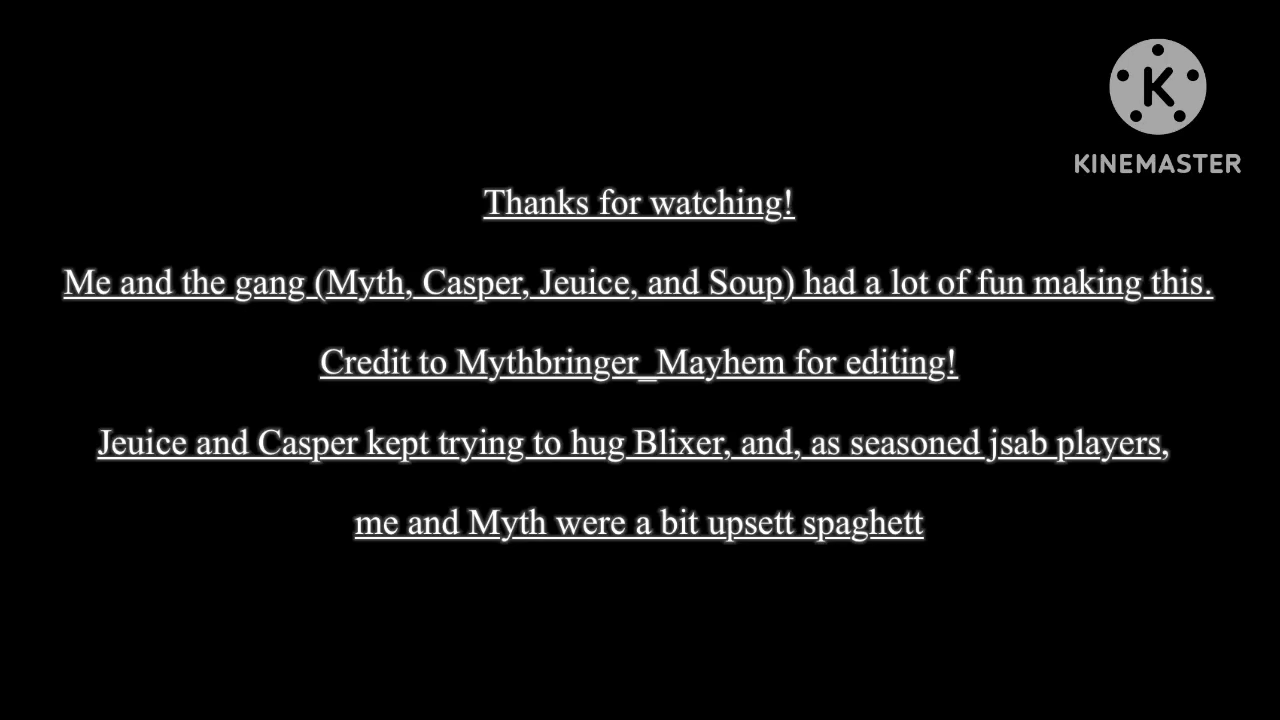 K
KINEMASTER
Thanks for watching!
Me and the gang (Myth, Casper, Jeuice, and Soup) had a lot of fun making this.
Credit to Mythbringer_Mayhem for editing!
Jeuice and Casper kept trying to hug Blixer, and, as seasoned jsab players,
me and Myth were a bit upsett spaghett